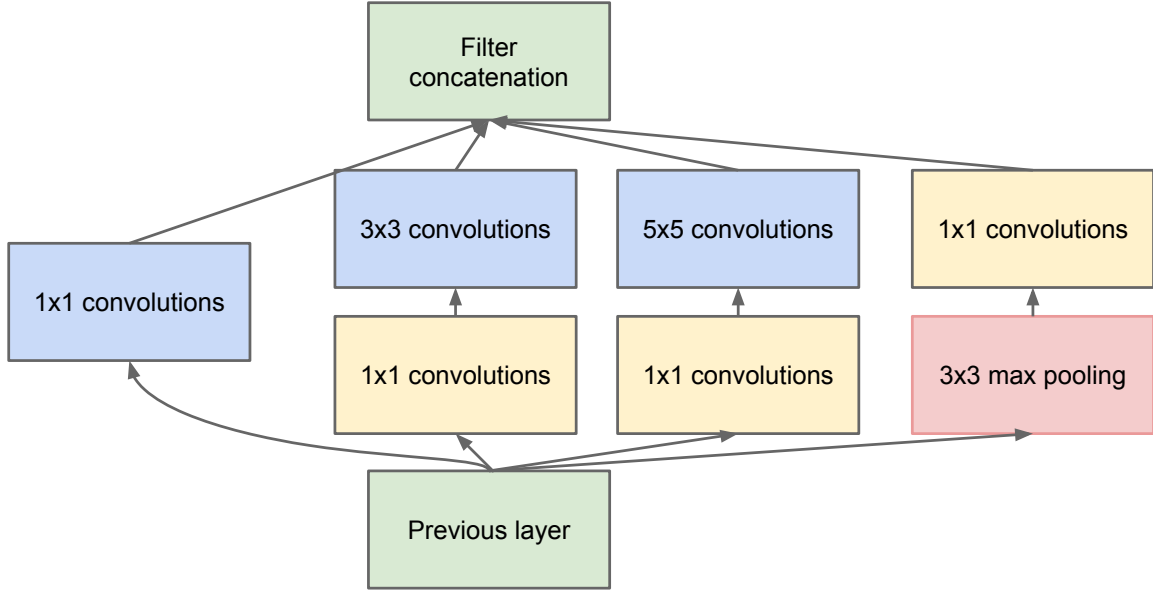 Filter
concatenation
3x3 convolutions
5x5 convolutions
1x1 convolutions
1x1 convolutions
1x1 convolutions
1x1 convolutions
3x3 max pooling
Previous layer